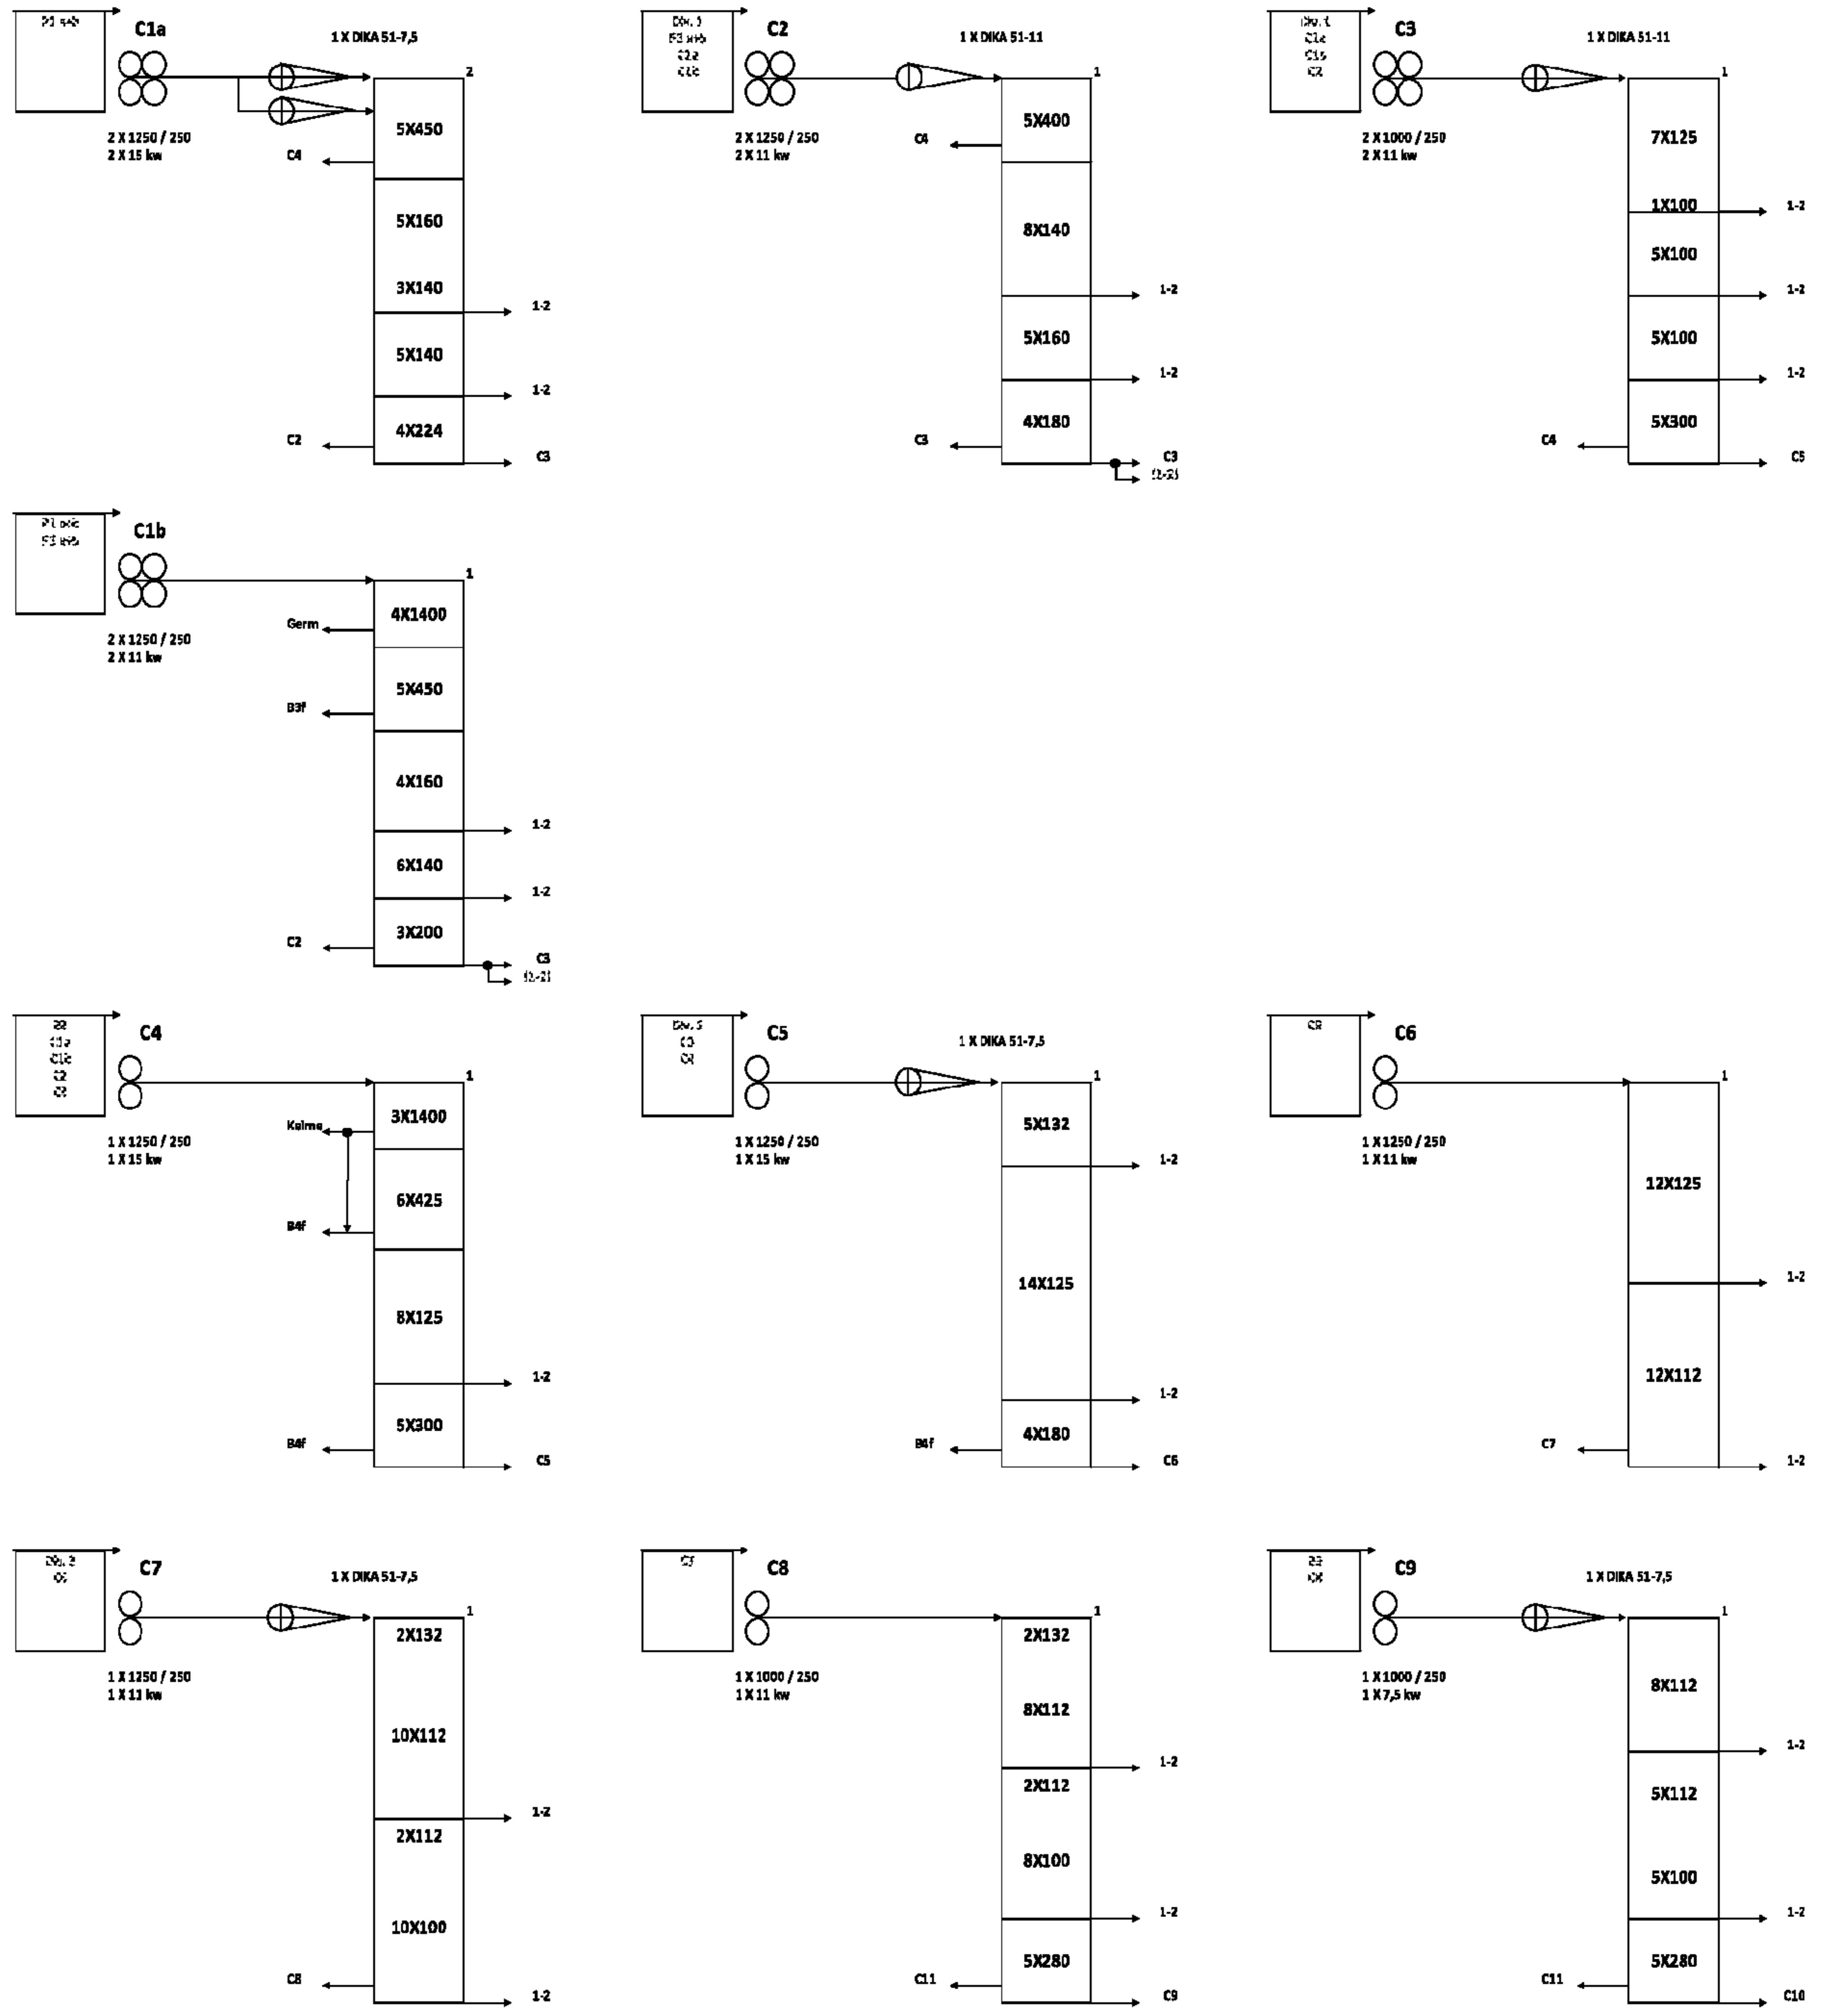 C1a
1 X DIKA 51-7,5
2
2 X 1250 / 250
2 X 15 kw
5X450
C4
5X160
3X140
1-2
5X140
1-2
4X224
C2
C3
C2
1 X DIKA 51-11
1
2 X 1250 / 250
2 X 11 kw
5X400
C4
8X140
1-2
5X160
1-2
4X180
C3
C3
C3
1 X DIKA 51-11
1
2 X 1000 / 250
2 X 11 kw
7X125
1X100
1-2
5X100
1-2
5X100
1-2
5X300
C4
C5
C1b
1
2 X 1250 / 250
2 X 11 kw
4X1400
Germ
5X450
B3f
4X160
1-2
6X140
1-2
3X200
C2
C3
C4
1
1 X 1250 / 250
1 X 15 kw
3X1400
Kelme
6X425
B4f
8X125
1-2
5X300
B4f
C5
C5
1 X DIKA 51-7,5
1
1 X 1250 / 250
1 X 15 kw
5X132
1-2
14X125
1-2
4X180
B4f
C6
C6
1
1 X 1250 / 250
1 X 11 kw
12X125
1-2
12X112
C7
1-2
C7
1 X DIKA 51-7,5
1
1 X 1250 / 250
1 X 11 kw
2X132
10X112
1-2
2X112
10X100
C8
1-2
C8
1
1 X 1000 / 250
1 X 11 kw
2X132
8X112
1-2
2X112
8X100
1-2
5X280
C11
C9
C9
1 X DIKA 51-7,5
1
1 X 1000 / 250
1 X 7,5 kw
8X112
1-2
5X112
5X100
1-2
5X280
C11
C10